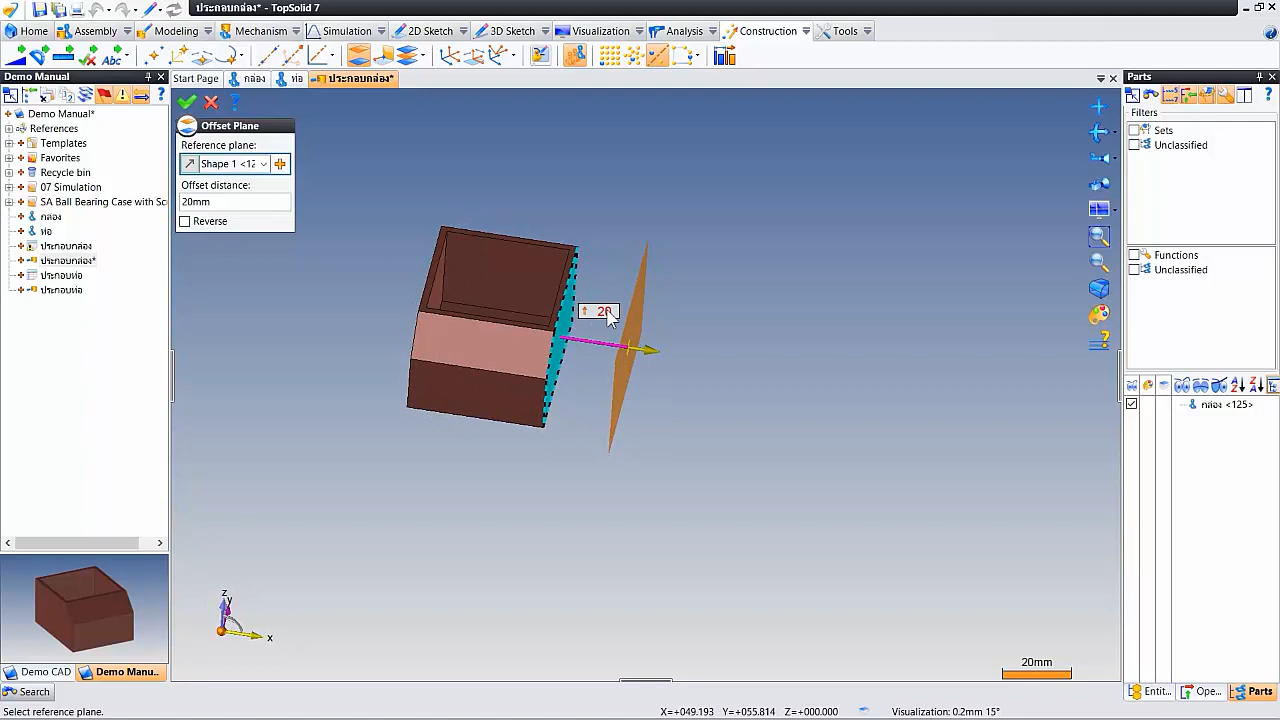 ประกอบกล่อง* - TopSolid 7
Home Assembly Modeling Mechanism Simulation 2D Sketch 3D Sketch Visualization Analysis Construction Tools
Abc
Demo Manual
Start Page กล่อง ท่อ ประกอบกล่อง*
Parts
Demo Manual*
References
Templates
Favorites
Recycle bin
07 Simulation
SA Ball Bearing Case with Sc
กล่อง
ท่อ
ประกอบกล่อง
ประกอบกล่อง*
ประกอบท่อ
ประกอบท่อ
Offset Plane
Reference plane:
Shape 1 <12
Offset distance:
20mm
Reverse
20
z
y
x
20mm
Filters
Sets
Unclassified
Functions
Unclassified
กล่อง <125>
Demo CAD Demo Manu..
Search
Entit... Ope... Parts
Select reference plane.
X=+049.193 Y=+055.814 Z=+000.000 Visualization: 0.2mm 15°